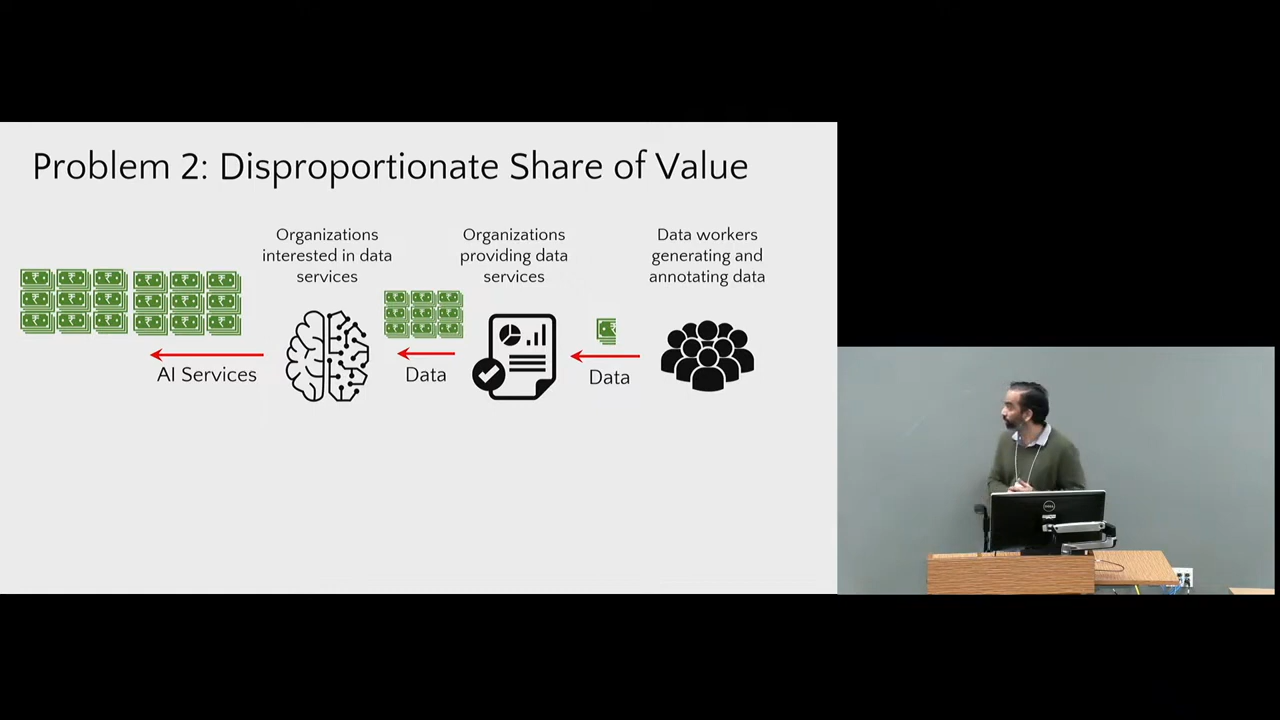 Problem 2: Disproportionate Share of Value
Organizations
interested in data
services
Organizations
providing data
services
Data workers
generating and
annotating data
AI Services
Data
Data
DELL